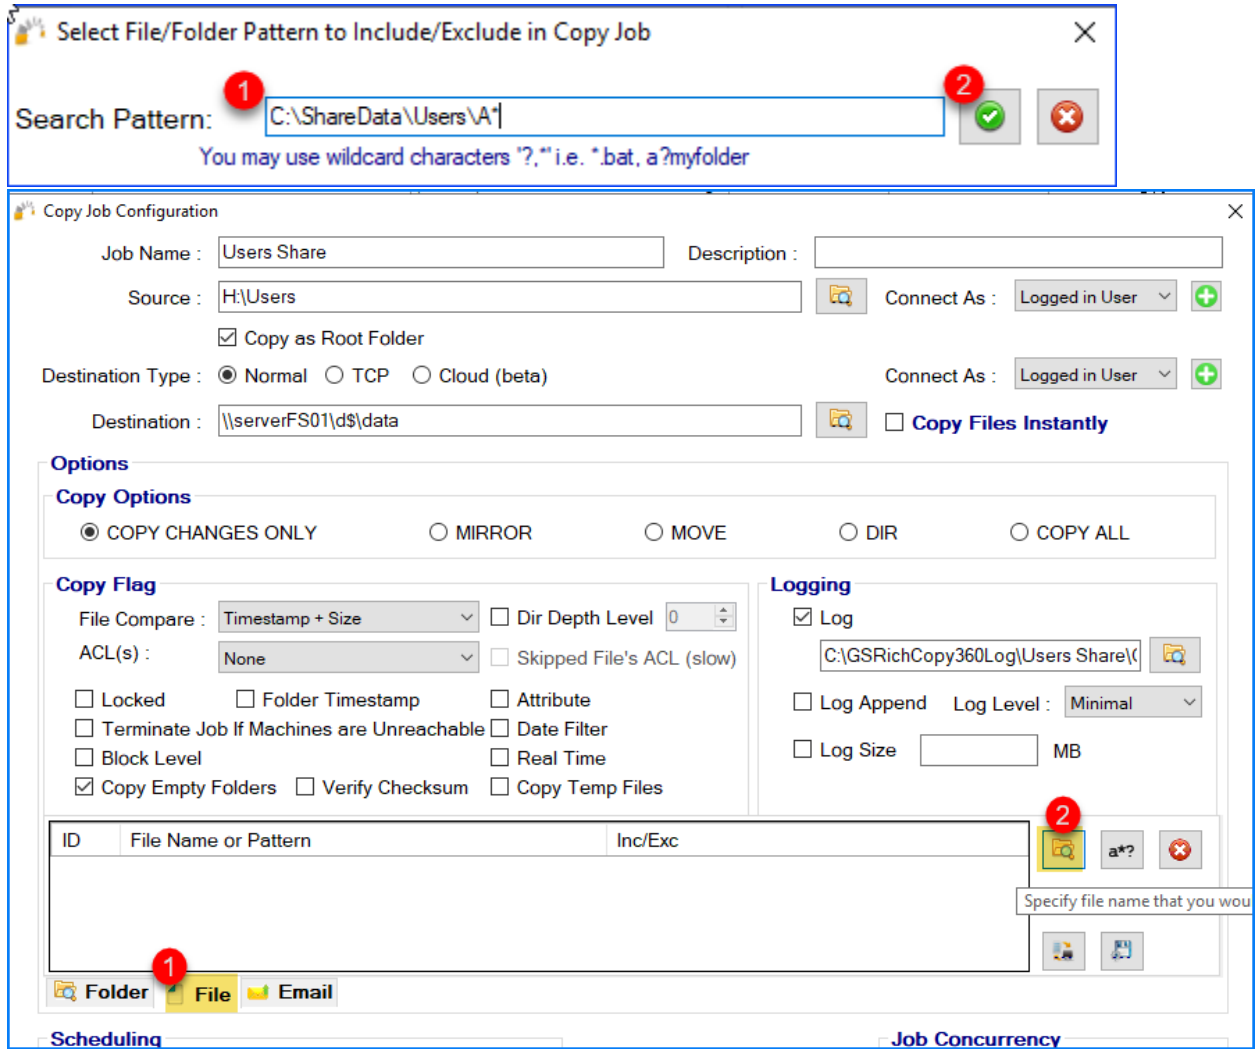 Select File/Folder Pattern to Include/Exclude in Copy Job
1
2
Search Pattern: C:\ShareData\Users\A*
You may use wildcard characters '?,*' i.e. *.bat, a?myfolder
Copy Job Configuration
Job Name : Users Share Description :
Source : H:\Users Connect As : Logged in User
Copy as Root Folder
Destination Type : Normal TCP Cloud (beta) Connect As : Logged in User
Destination : \\serverFS01\d$\data Copy Files Instantly
Options
Copy Options
COPY CHANGES ONLY MIRROR MOVE DIR COPY ALL
Copy Flag Logging
File Compare : Timestamp + Size Dir Depth Level 0 Log
ACL(s) : None Skipped File's ACL (slow) C:\GSRichCopy360Log\Users Share\
Locked Folder Timestamp Attribute Log Append Log Level : Minimal
Terminate Job If Machines are Unreachable Date Filter
Block Level Real Time Log Size MB
Copy Empty Folders Verify Checksum Copy Temp Files
2
ID File Name or Pattern Inc/Exc a*?
Specify file name that you wou
1
Folder File Email
Scheduling Job Concurrency